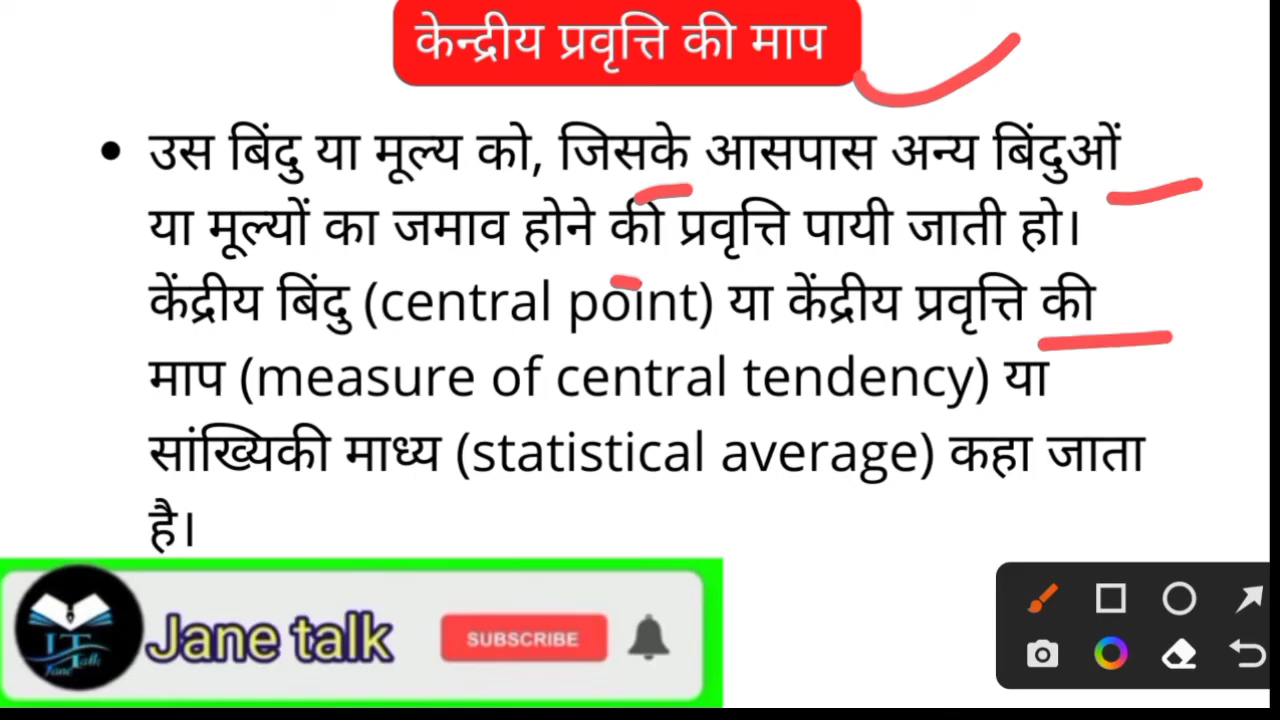 केन्द्रीय प्रवृत्ति की माप
उस बिंदु या मूल्य को, जिसके आसपास अन्य बिंदुओं
या मूल्यों का जमाव होने की प्रवृत्ति पायी जाती हो।
केंद्रीय बिंदु (central point) या केंद्रीय प्रवृत्ति की
माप (measure of central tendency) या
सांख्यिकी माध्य (statistical average) कहा जाता
है।
Jane talk
SUBSCRIBE